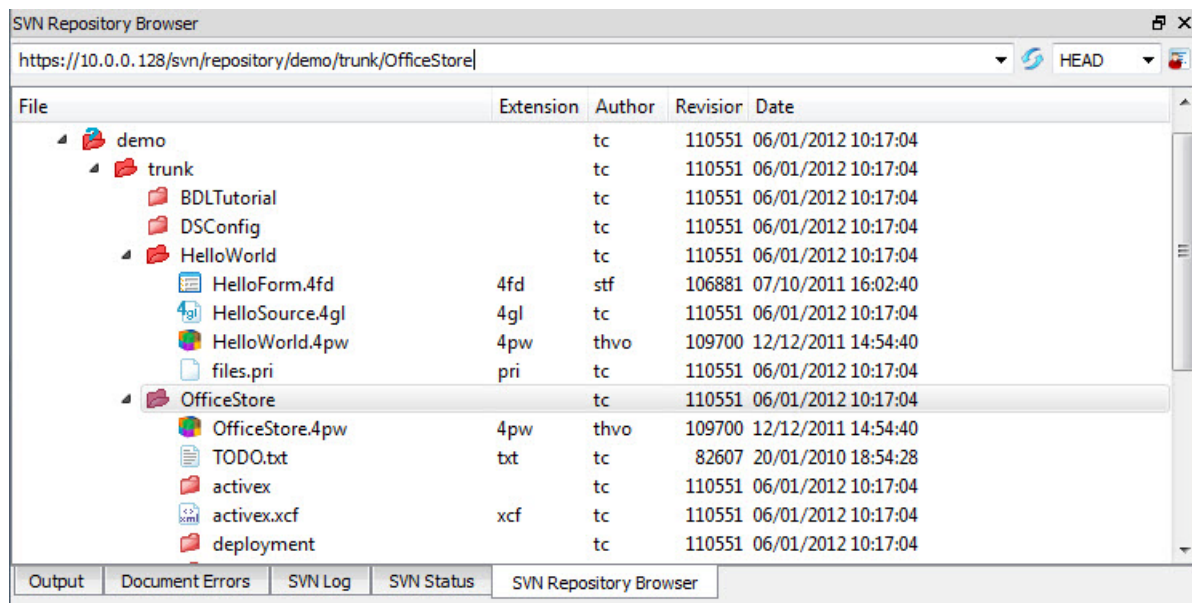 SVN Repository Browser
https://10.0.0.128/svn/repository/demo/trunk/OfficeStore HEAD
File Extension Author Revision Date
demo tc 110551 06/01/2012 10:17:04
trunk tc 110551 06/01/2012 10:17:04
BDLTutorial tc 110551 06/01/2012 10:17:04
DSConfig tc 110551 06/01/2012 10:17:04
HelloWorld tc 110551 06/01/2012 10:17:04
HelloForm.4fd 4fd stf 106881 07/10/2011 16:02:40
4gl HelloSource.4gl 4gl tc 110551 06/01/2012 10:17:04
HelloWorld.4pw 4pw thvo 109700 12/12/2011 14:54:40
files.pri pri tc 110551 06/01/2012 10:17:04
OfficeStore tc 110551 06/01/2012 10:17:04
OfficeStore.4pw 4pw thvo 109700 12/12/2011 14:54:40
TODO.txt txt tc 82607 20/01/2010 18:54:28
activex tc 110551 06/01/2012 10:17:04
xml activex.xcf xcf tc 110551 06/01/2012 10:17:04
deployment tc 110551 06/01/2012 10:17:04
Output Document Errors SVN Log SVN Status SVN Repository Browser